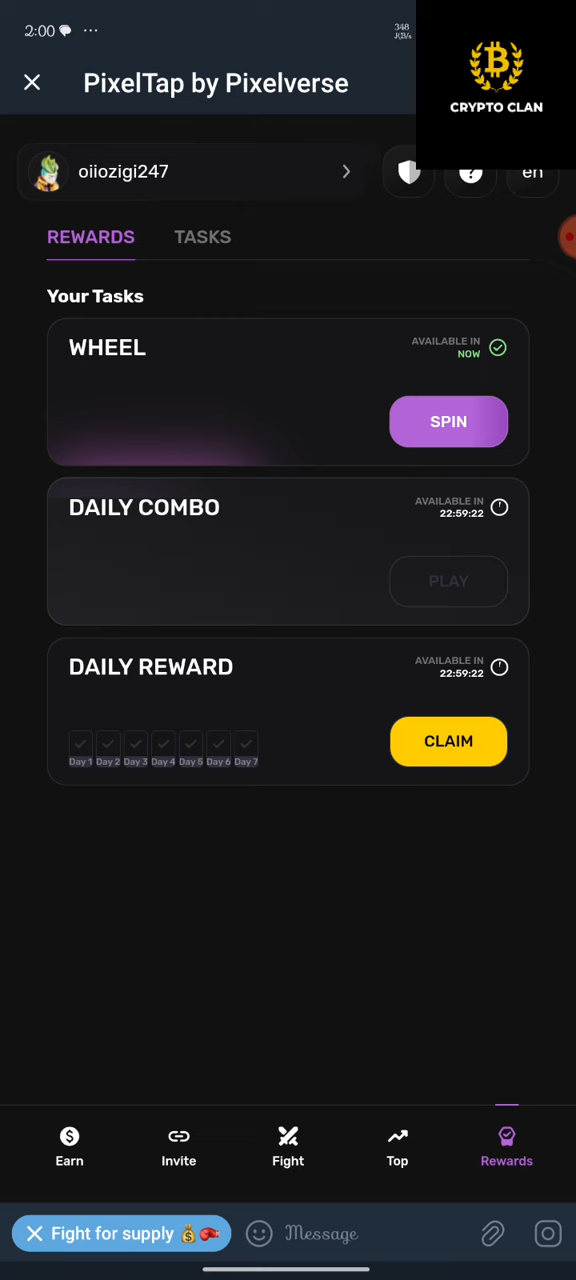 2:00
348
KB/s
PixelTap by Pixelverse
CRYPTO CLAN
oiiozigi247
?
en
REWARDS TASKS
Your Tasks
WHEEL
AVAILABLE IN
NOW
SPIN
DAILY COMBO
AVAILABLE IN
22:59:22
PLAY
DAILY REWARD
AVAILABLE IN
22:59:22
CLAIM
Day 1 Day 2 Day 3 Day 4 Day 5 Day 6 Day 7
Earn Invite Fight Top Rewards
Fight for supply 💰🥊 Message